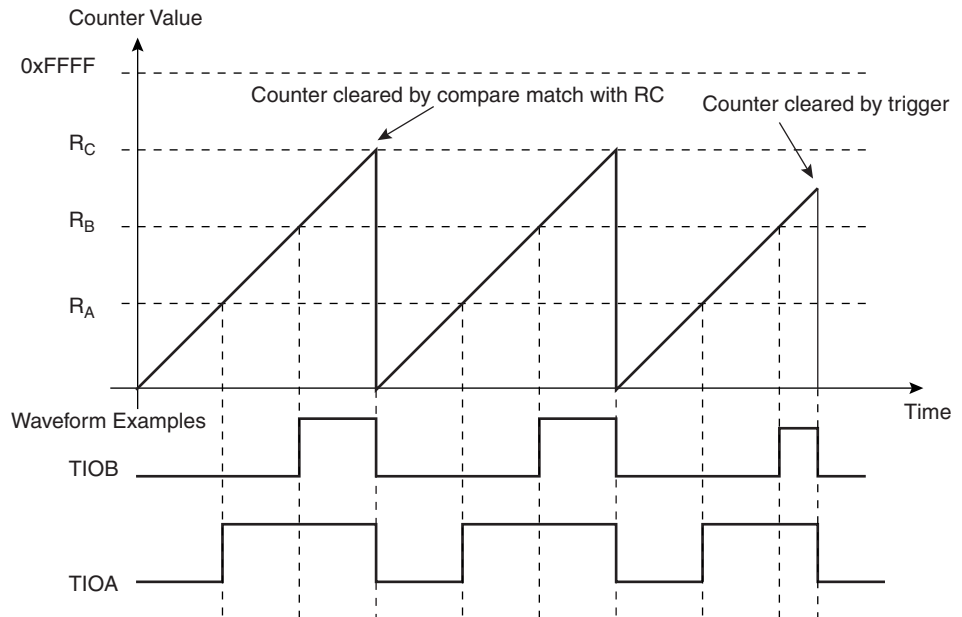 Counter Value
0xFFFF
Counter cleared by compare match with RC
Counter cleared by trigger
RC
RB
RA
Time
Waveform Examples
TIOB
TIOA